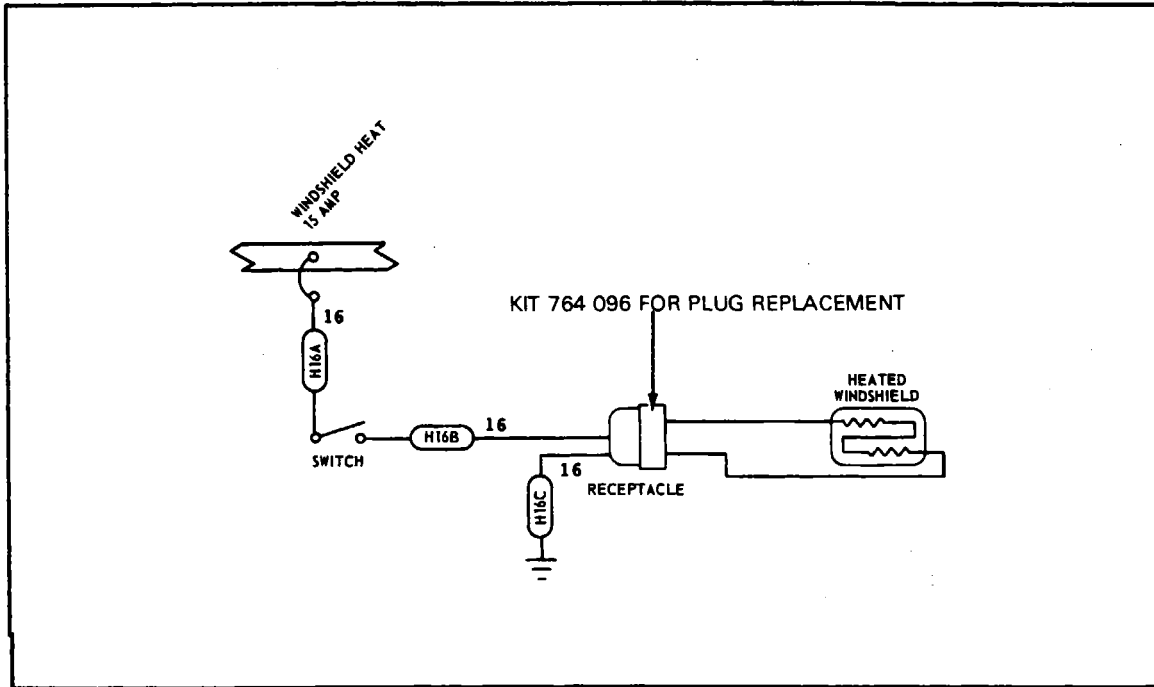 WINDSHIELD HEAT
15 AMP
KIT 764 096 FOR PLUG REPLACEMENT
16
H16A
HEATED
WINDSHIELD
16
H16B
SWITCH
16
RECEPTACLE
H16C